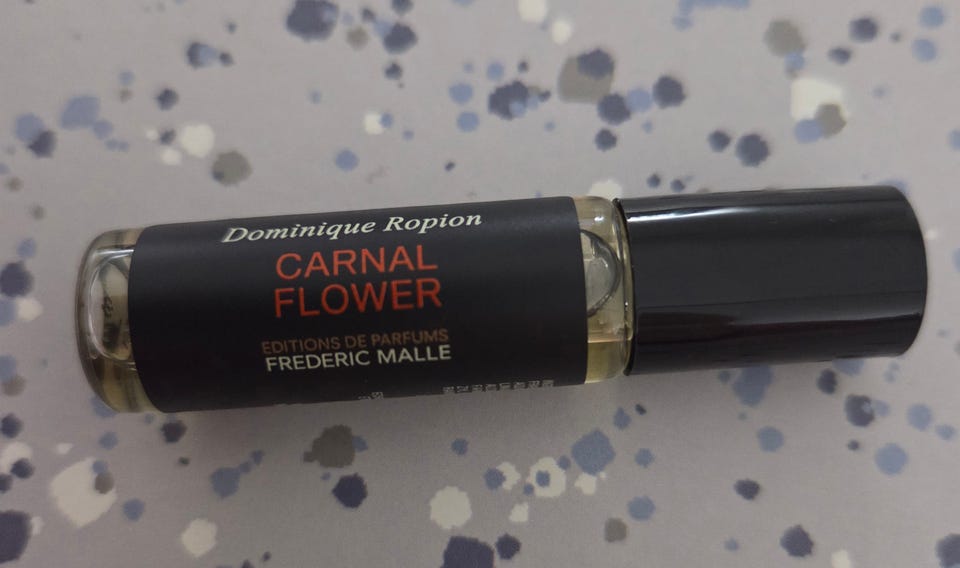 Dominique Ropion
CARNAL
FLOWER
EDITIONS DE PARFUMS
FREDERIC MALLE